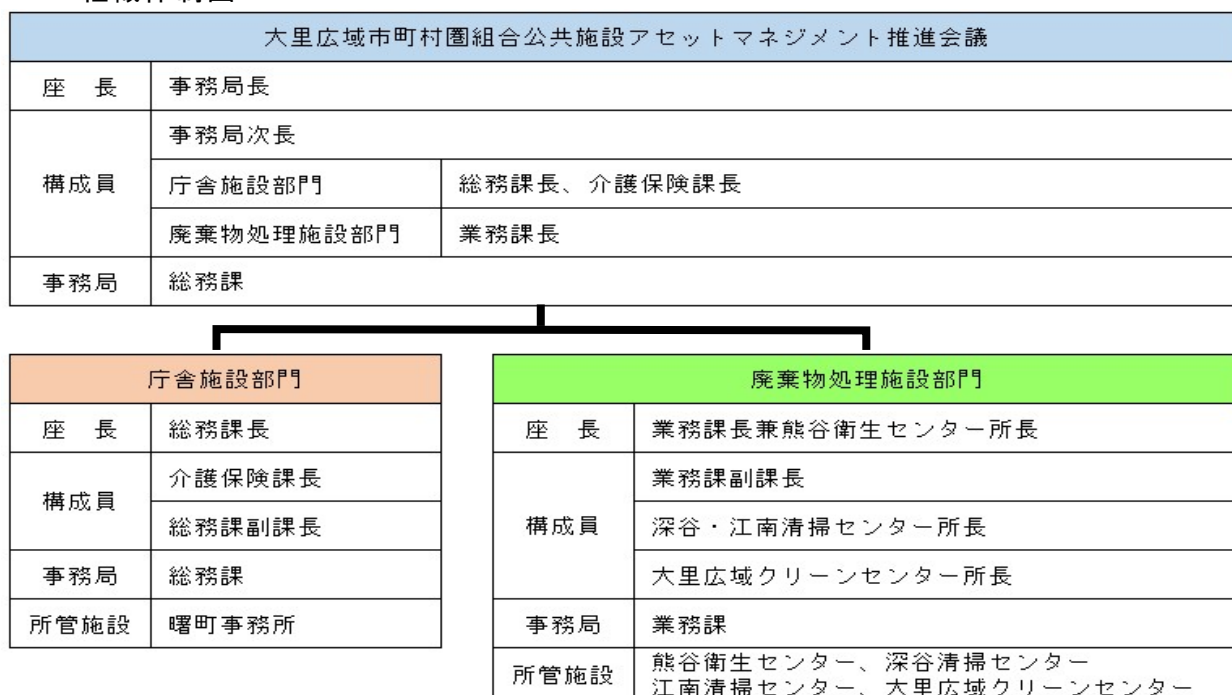 大里広域市町村圏組合公共施設アセットマネジメント推進会議
座 長 事務局長
構成員 事務局次長
庁舎施設部門 総務課長、介護保険課長
廃棄物処理施設部門 業務課長
事務局 総務課
庁舎施設部門
座 長 総務課長
構成員 介護保険課長
総務課副課長
事務局 総務課
所管施設 曙町事務所
廃棄物処理施設部門
座 長 業務課長兼熊谷衛生センター所長
構成員 業務課副課長
深谷・江南清掃センター所長
大里広域クリーンセンター所長
事務局 業務課
所管施設 熊谷衛生センター、深谷清掃センター
江南清掃センター、大里広域クリーンセンター